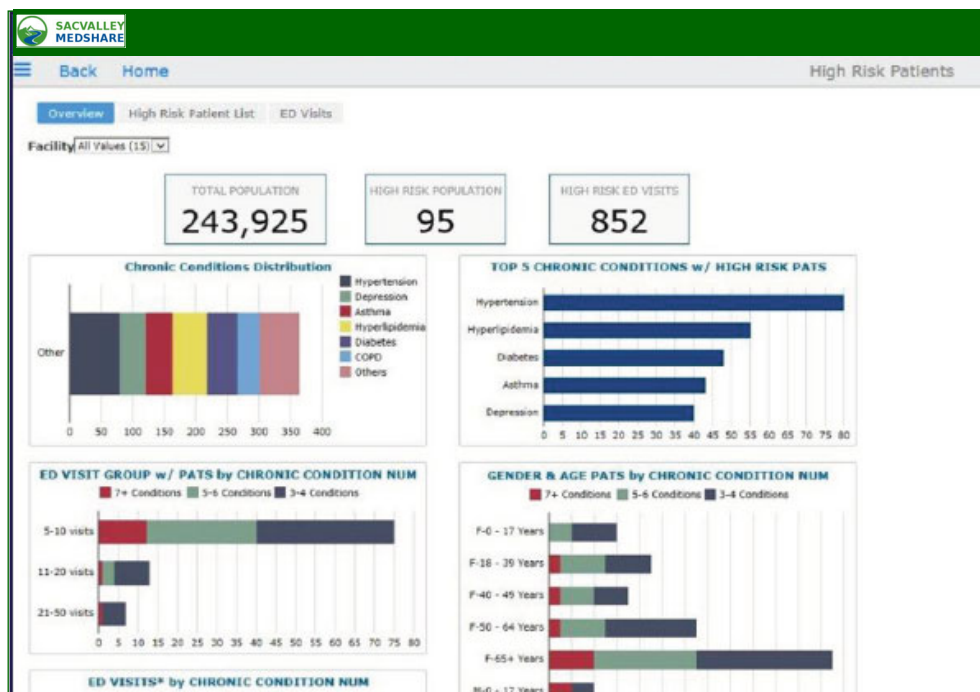 SACVALLEY
MEDSHARE
Back Home High Risk Patients
Overview High Risk Patient List ED Visits
Facility All Values (15)
TOTAL POPULATION
243,925
HIGH RISK POPULATION
95
HIGH RISK ED VISITS
852
Chronic Conditions Distribution
Hypertension
Depression
Asthma
Hyperlipidemia
Diabetes
COPD
Others
Other
0 50 100 150 200 250 300 350 400
TOP 5 CHRONIC CONDITIONS w/ HIGH RISK PATS
Hypertension
Hyperlipidemia
Diabetes
Asthma
Depression
0 5 10 15 20 25 30 35 40 45 50 55 60 65 70 75 80
ED VISIT GROUP w/ PATS by CHRONIC CONDITION NUM
7+ Conditions 5-6 Conditions 3-4 Conditions
5-10 visits
11-20 visits
21-50 visits
0 5 10 15 20 25 30 35 40 45 50 55 60 65 70 75 80
GENDER & AGE PATS by CHRONIC CONDITION NUM
7+ Conditions 5-6 Conditions 3-4 Conditions
F-0 - 17 Years
F-18 - 39 Years
F-40 - 49 Years
F-50 - 64 Years
F-65+ Years
M-0 - 17 Years
ED VISITS* by CHRONIC CONDITION NUM